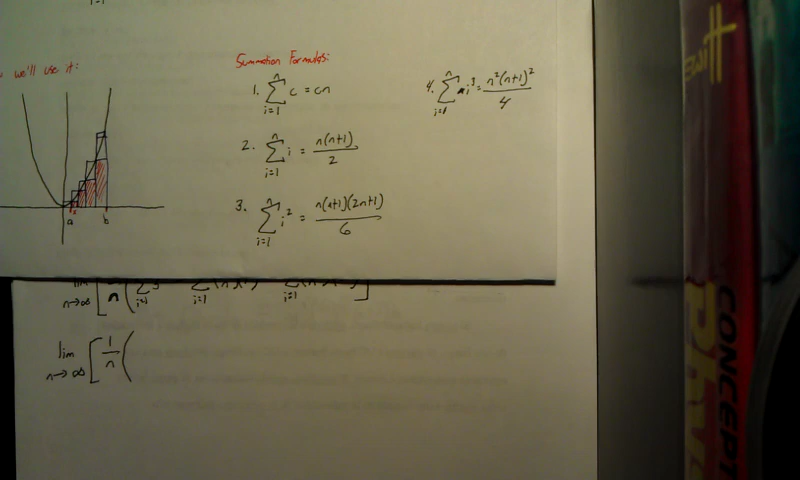 we'll use it:
Summation Formulas:
1. n ∑ i=1 c = cn
2. n ∑ i=1 i = n(n+1) / 2
3. n ∑ i=1 i² = n(n+1)(2n+1) / 6
4. n ∑ i=1 i³ = n²(n+1)² / 4
a b
lim n→∞ [ 1/n (
Hewitt
CONCEPT